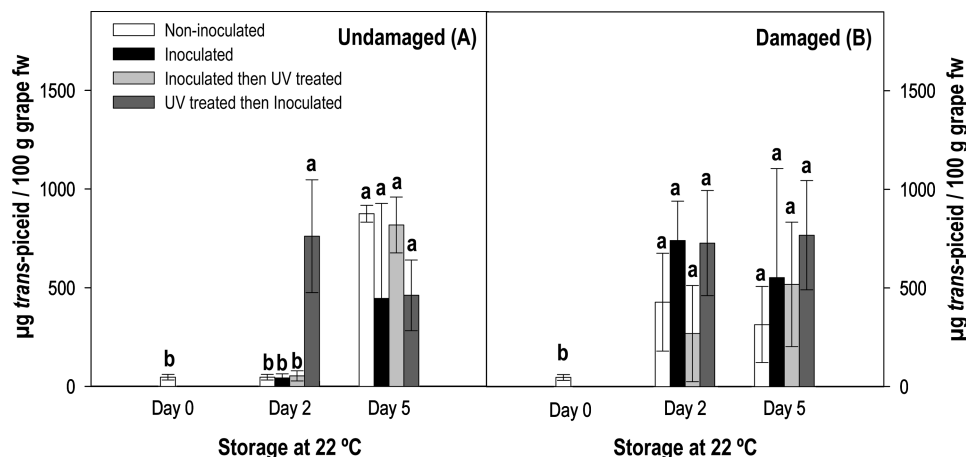 Non-inoculated
Inoculated
Inoculated then UV treated
UV treated then Inoculated
Undamaged (A)
Damaged (B)
µg trans-piceid / 100 g grape fw
1500
1000
500
0
b
b b b a
a a a a
Day 0 Day 2 Day 5
Storage at 22 ºC
b
a a a a
a a a a
Day 0 Day 2 Day 5
Storage at 22 ºC
1500
1000
500
0
µg trans-piceid / 100 g grape fw